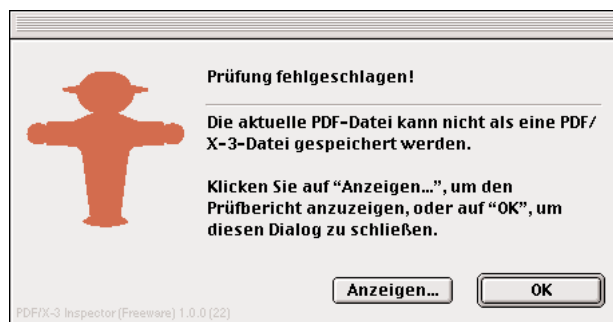 Prüfung fehlgeschlagen!
Die aktuelle PDF-Datei kann nicht als eine PDF/
X-3-Datei gespeichert werden.
Klicken Sie auf “Anzeigen...”, um den
Prüfbericht anzuzeigen, oder auf “OK”, um
diesen Dialog zu schließen.
Anzeigen... OK
PDF/X-3 Inspector (Freeware) 1.0.0 (22)